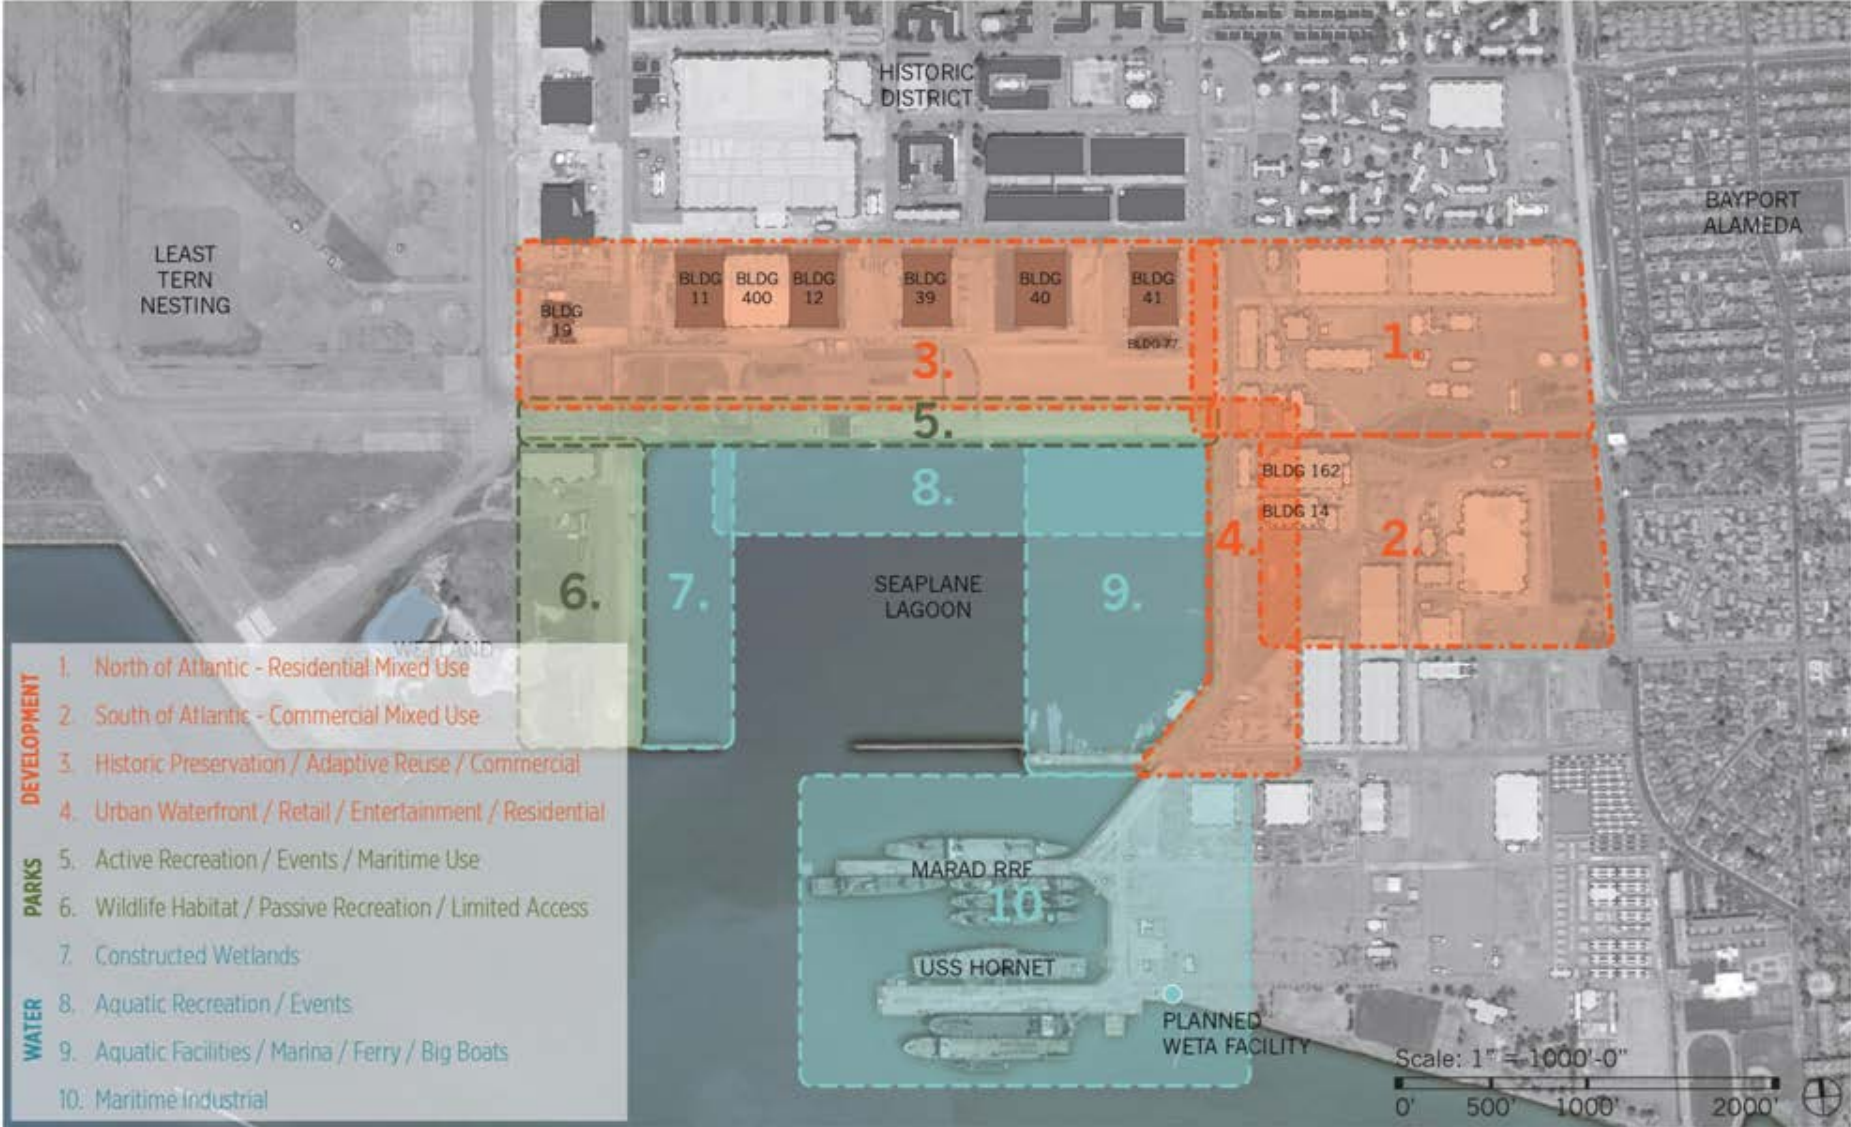 HISTORIC
DISTRICT
BAYPORT
ALAMEDA
LEAST
TERN
NESTING
BLDG
11
BLDG
400
BLDG
12
BLDG
39
BLDG
40
BLDG
41
BLDG
19
BLDG 77
1.
3.
5.
BLDG 162
8.
BLDG 14
4.
2.
6.
7.
SEAPLANE
LAGOON
9.
WETLAND
DEVELOPMENT
1. North of Atlantic - Residential Mixed Use
2. South of Atlantic - Commercial Mixed Use
3. Historic Preservation / Adaptive Reuse / Commercial
4. Urban Waterfront / Retail / Entertainment / Residential
PARKS
5. Active Recreation / Events / Maritime Use
6. Wildlife Habitat / Passive Recreation / Limited Access
WATER
7. Constructed Wetlands
8. Aquatic Recreation / Events
9. Aquatic Facilities / Marina / Ferry / Big Boats
10. Maritime Industrial
MARAD RRF
10.
USS HORNET
PLANNED
WETA FACILITY
Scale: 1" = 1000'-0"
0' 500' 1000' 2000'